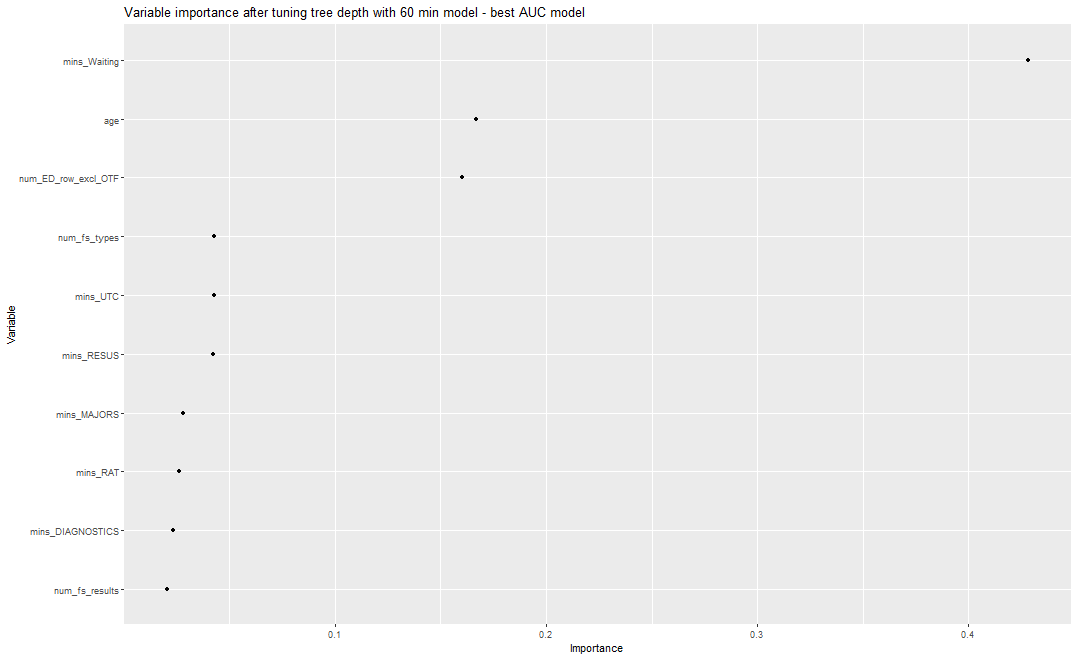 Variable importance after tuning tree depth with 60 min model - best AUC model
mins_Waiting
age
num_ED_row_excl_OTF
num_fs_types
mins_UTC
mins_RESUS
mins_MAJORS
mins_RAT
mins_DIAGNOSTICS
num_fs_results
Variable
0.1 0.2 0.3 0.4
Importance